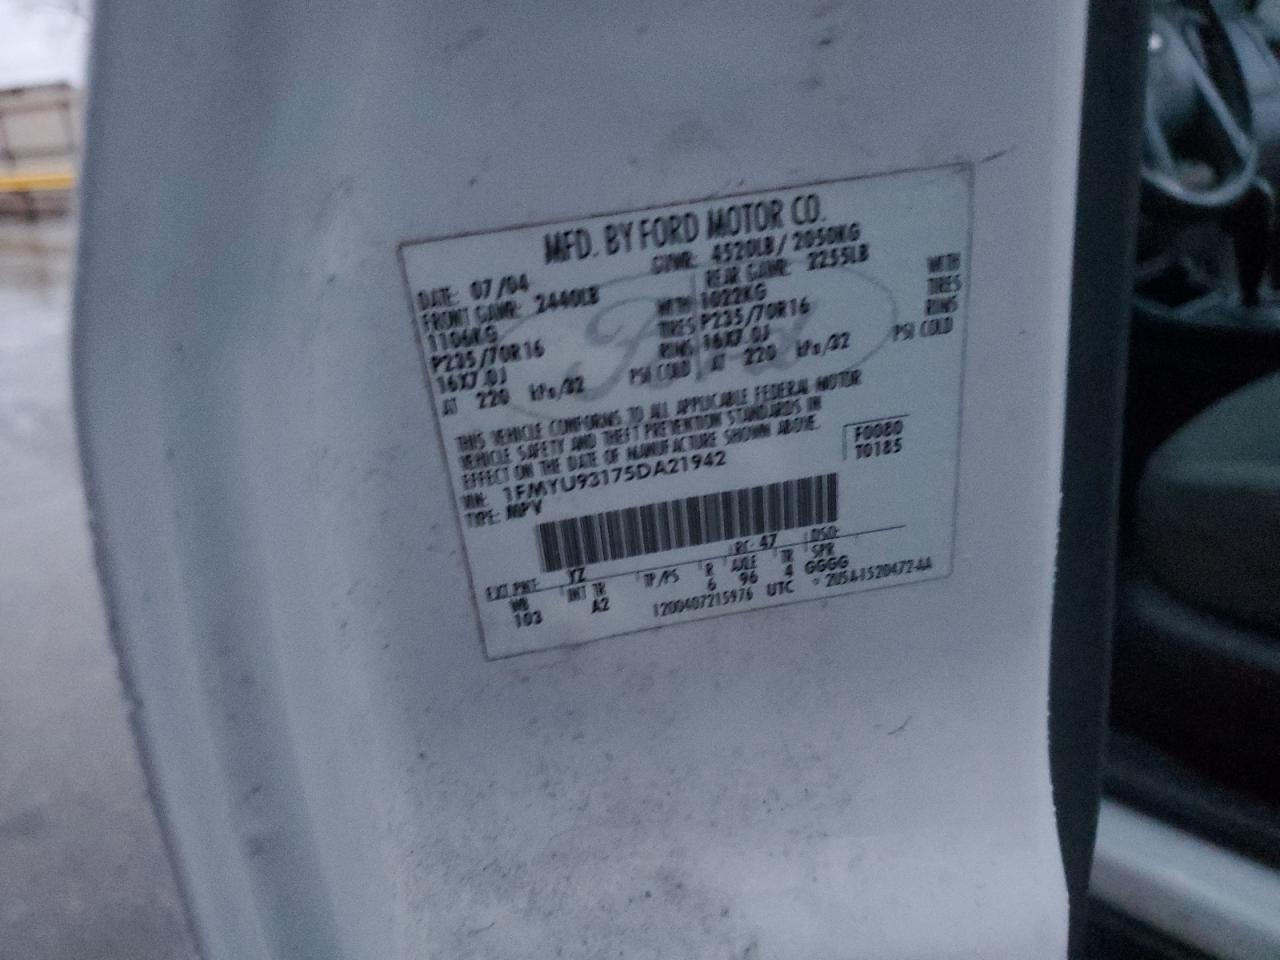 MFD. BY FORD MOTOR CO.
DATE: 07/04 GVWR: 4520LB/ 2050KG
FRONT GAWR: 2440LB REAR GAWR: 2255LB
1106KG WITH 1022KG WITH
P235/70R16 TIRES P235/70R16 TIRES
16X7.0J RIMS 16X7.0J RIMS
AT 220 kPa/32 PSI COLD AT 220 kPa/32 PSI COLD
THIS VEHICLE CONFORMS TO ALL APPLICABLE FEDERAL MOTOR
VEHICLE SAFETY AND THEFT PREVENTION STANDARDS IN
EFFECT ON THE DATE OF MANUFACTURE SHOWN ABOVE.
F0080
T0185
VIN: 1FMYU93175DA21942
TYPE: MPV
EXT PNT: YZ RC: 47 DSO:
WB INT TR TP/PS R AXLE TR SPR
103 A2 6 96 4 GGGG
1200407215976 UTC 2U5A-1520472-AA
Ford